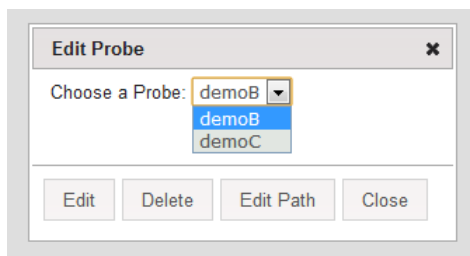 Edit Probe
Choose a Probe: demoB
demoB
demoC
Edit Delete Edit Path Close